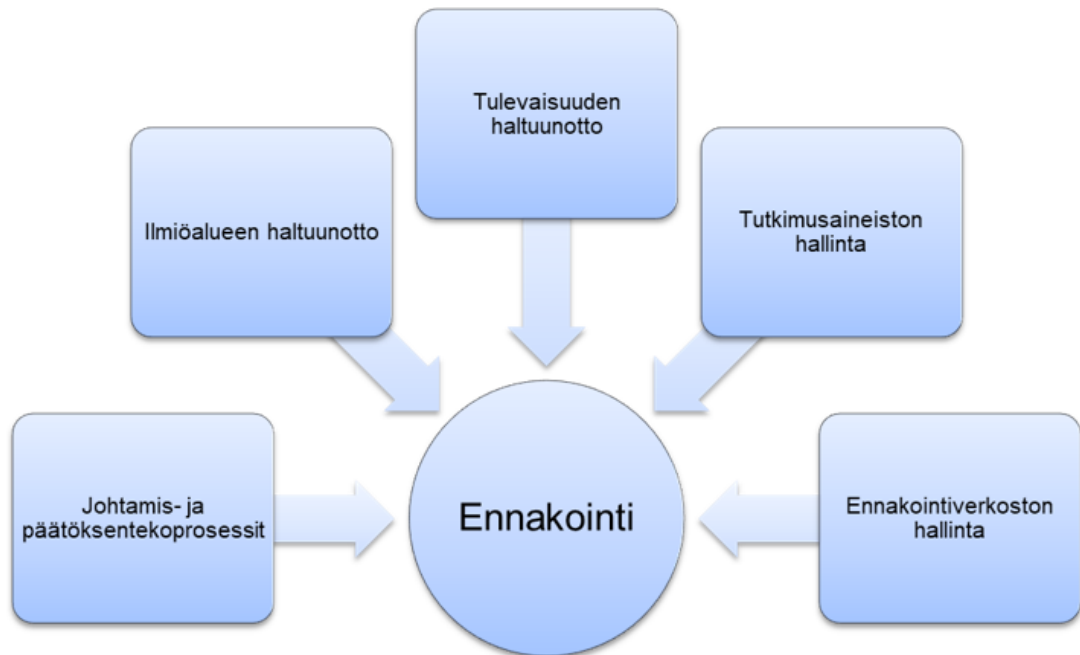 Tulevaisuuden
haltuunotto
Ilmiöalueen haltuunotto
Tutkimusaineiston
hallinta
Johtamis- ja
päätöksentekoprosessit
Ennakointi
Ennakointiverkoston
hallinta